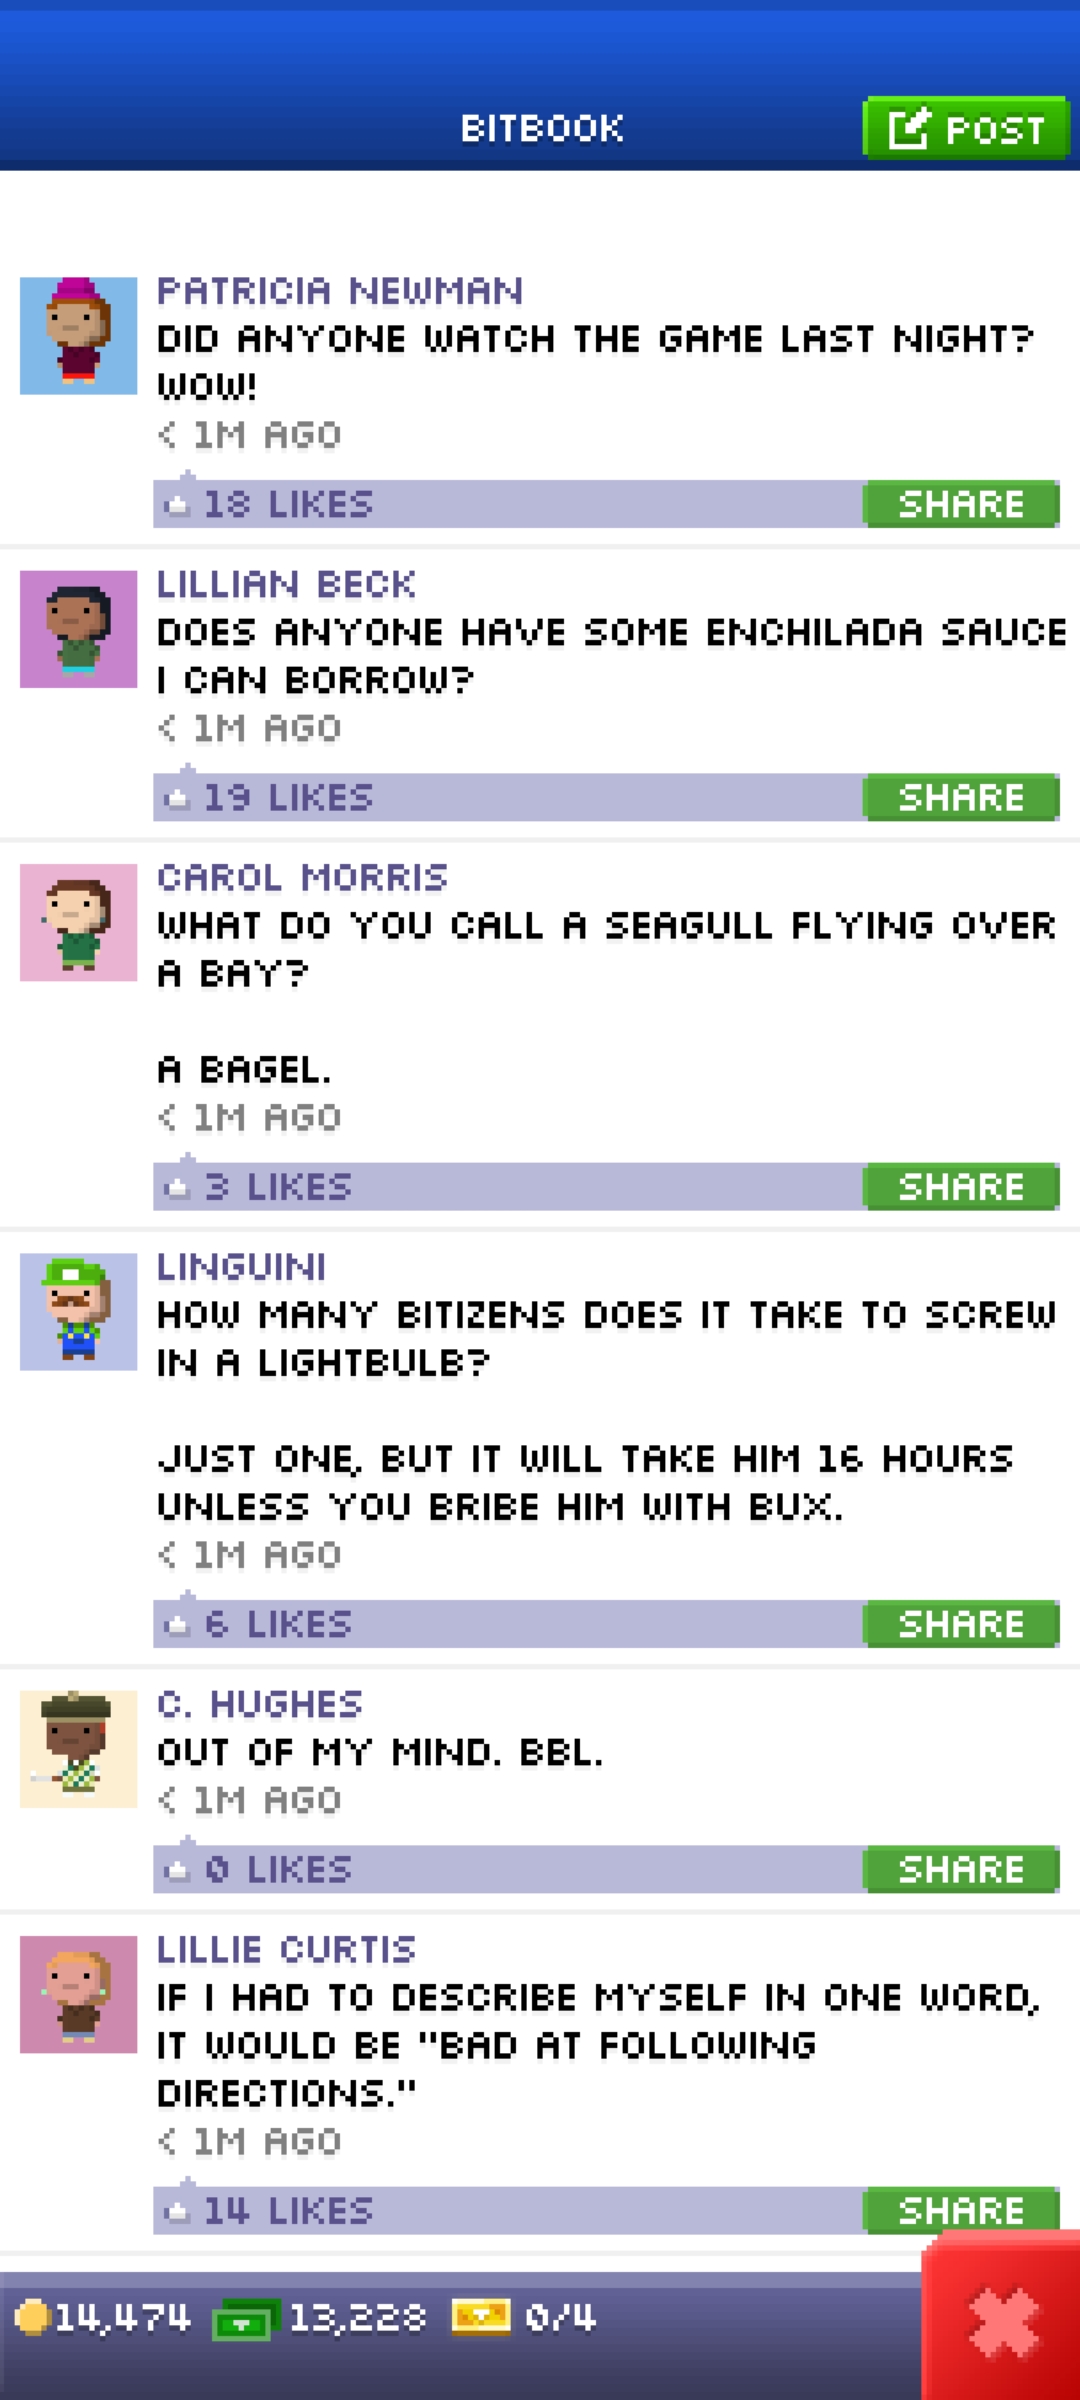 BITBOOK
POST
PATRICIA NEWMAN
DID ANYONE WATCH THE GAME LAST NIGHT?
WOW!
< 1M AGO
18 LIKES
SHARE
LILLIAN BECK
DOES ANYONE HAVE SOME ENCHILADA SAUCE
I CAN BORROW?
< 1M AGO
19 LIKES
SHARE
CAROL MORRIS
WHAT DO YOU CALL A SEAGULL FLYING OVER
A BAY?
A BAGEL.
< 1M AGO
3 LIKES
SHARE
LINGUINI
HOW MANY BITIZENS DOES IT TAKE TO SCREW
IN A LIGHTBULB?
JUST ONE, BUT IT WILL TAKE HIM 16 HOURS
UNLESS YOU BRIBE HIM WITH BUX.
< 1M AGO
6 LIKES
SHARE
C. HUGHES
OUT OF MY MIND. BBL.
< 1M AGO
0 LIKES
SHARE
LILLIE CURTIS
IF I HAD TO DESCRIBE MYSELF IN ONE WORD,
IT WOULD BE "BAD AT FOLLOWING
DIRECTIONS."
< 1M AGO
14 LIKES
SHARE
14,474 13,228 0/4